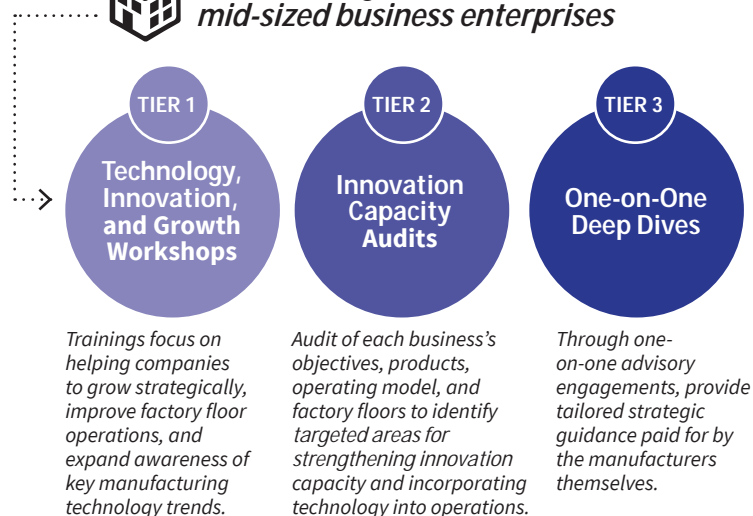 mid-sized business enterprises
TIER 1
Technology,
Innovation,
and Growth
Workshops
Trainings focus on
helping companies
to grow strategically,
improve factory floor
operations, and
expand awareness of
key manufacturing
technology trends.
TIER 2
Innovation
Capacity
Audits
Audit of each business’s
objectives, products,
operating model, and
factory floors to identify
targeted areas for
strengthening innovation
capacity and incorporating
technology into operations.
TIER 3
One-on-One
Deep Dives
Through one-
on-one advisory
engagements, provide
tailored strategic
guidance paid for by
the manufacturers
themselves.